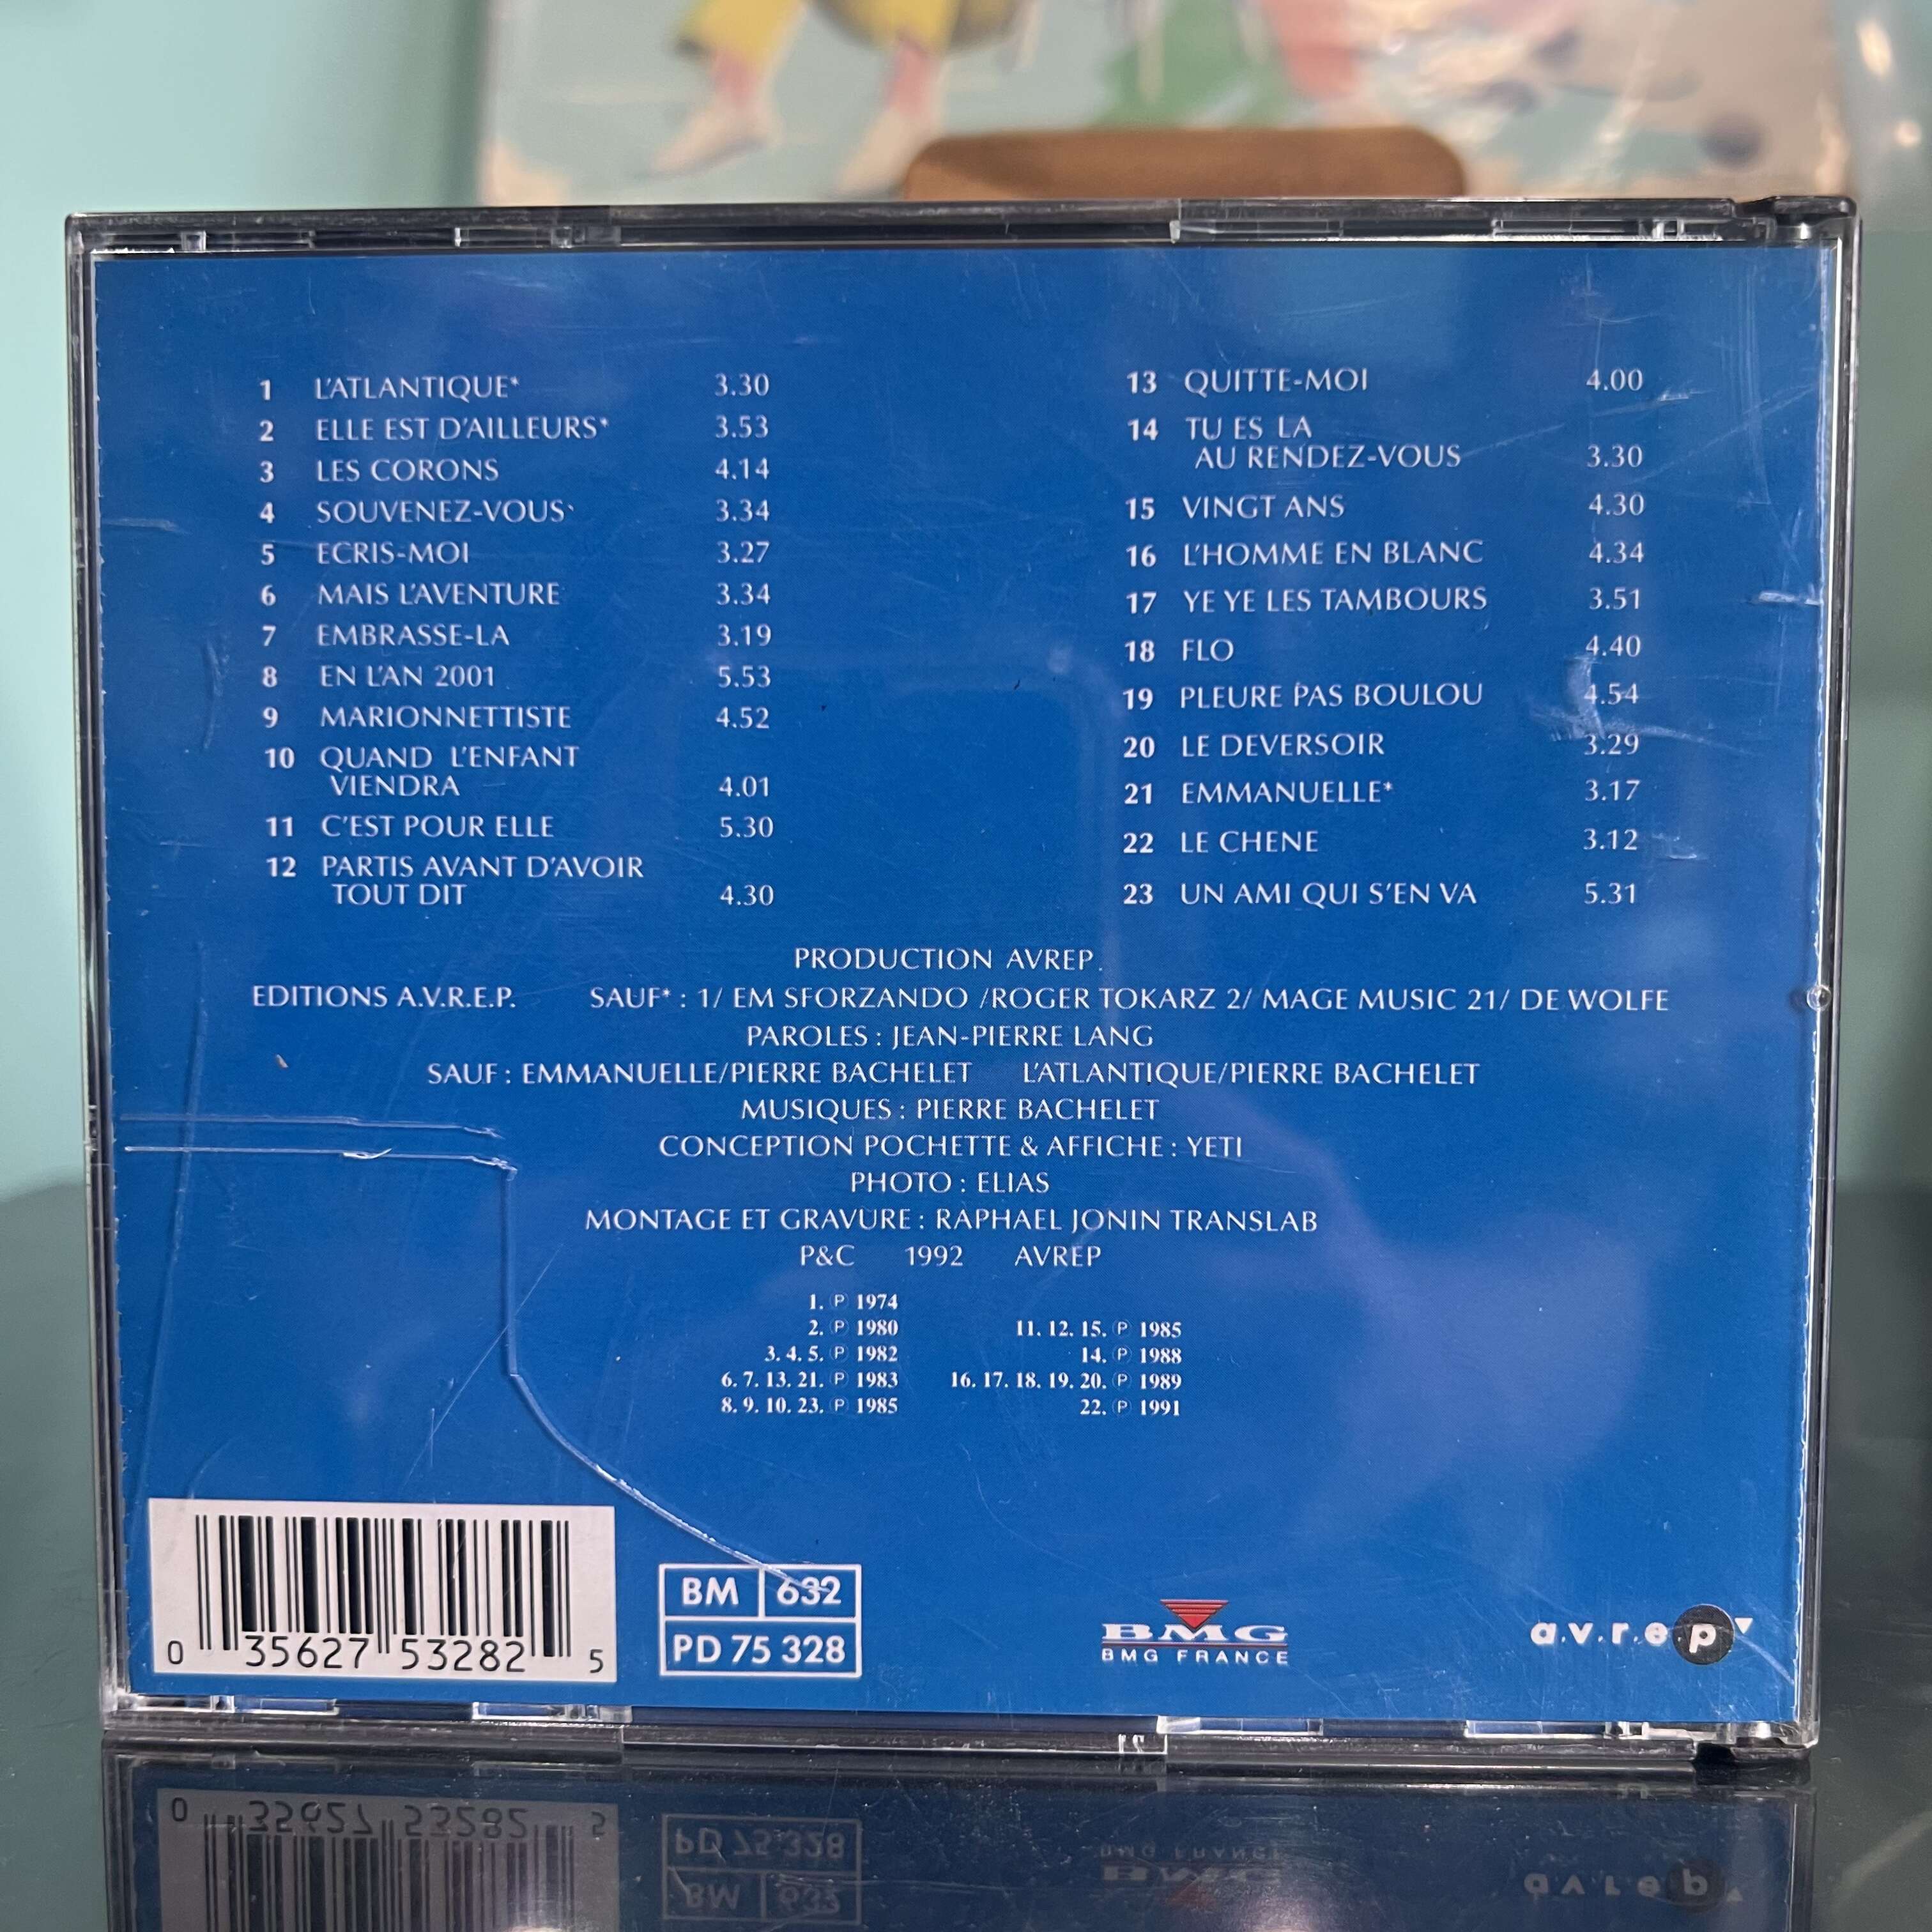 1 L'ATLANTIQUE* 3.30
2 ELLE EST D'AILLEURS* 3.53
3 LES CORONS 4.14
4 SOUVENEZ-VOUS* 3.34
5 ECRIS-MOI 3.27
6 MAIS L'AVENTURE 3.34
7 EMBRASSE-LA 3.19
8 EN L'AN 2001 5.53
9 MARIONNETTISTE 4.52
10 QUAND L'ENFANT
VIENDRA 4.01
11 C'EST POUR ELLE 5.30
12 PARTIS AVANT D'AVOIR
TOUT DIT 4.30
13 QUITTE-MOI 4.00
14 TU ES LA
AU RENDEZ-VOUS 3.30
15 VINGT ANS 4.30
16 L'HOMME EN BLANC 4.34
17 YE YE LES TAMBOURS 3.51
18 FLO 4.40
19 PLEURE PAS BOULOU 4.54
20 LE DEVERSOIR 3.29
21 EMMANUELLE* 3.17
22 LE CHENE 3.12
23 UN AMI QUI S'EN VA 5.31
PRODUCTION AVREP.
EDITIONS A.V.R.E.P. SAUF* : 1/ EM SFORZANDO /ROGER TOKARZ 2/ MAGE MUSIC 21/ DE WOLFE
PAROLES : JEAN-PIERRE LANG
SAUF : EMMANUELLE/PIERRE BACHELET L'ATLANTIQUE/PIERRE BACHELET
MUSIQUES : PIERRE BACHELET
CONCEPTION POCHETTE & AFFICHE : YETI
PHOTO : ELIAS
MONTAGE ET GRAVURE : RAPHAEL JONIN TRANSLAB
P&C 1992 AVREP
1. ℗ 1974
2. ℗ 1980
3. 4. 5. ℗ 1982
6. 7. 13. 21. ℗ 1983
8. 9. 10. 23. ℗ 1985
11. 12. 15. ℗ 1985
14. ℗ 1988
16. 17. 18. 19. 20. ℗ 1989
22. ℗ 1991
0 35627 53282 5
BM 632
PD 75 328
BMG
BMG FRANCE
a.v.r.e.p